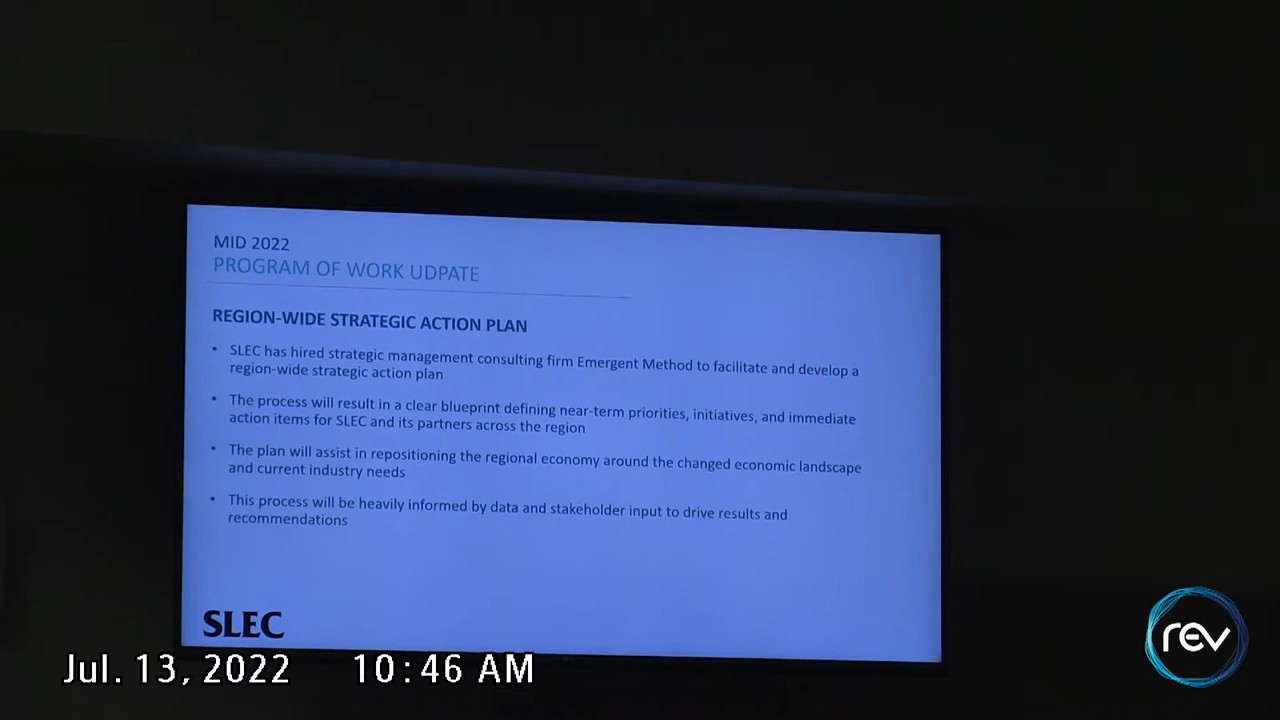 MID 2022
PROGRAM OF WORK UDPATE
REGION-WIDE STRATEGIC ACTION PLAN
• SLEC has hired strategic management consulting firm Emergent Method to facilitate and develop a
region-wide strategic action plan
• The process will result in a clear blueprint defining near-term priorities, initiatives, and immediate
action items for SLEC and its partners across the region
• The plan will assist in repositioning the regional economy around the changed economic landscape
and current industry needs
• This process will be heavily informed by data and stakeholder input to drive results and
recommendations
SLEC
Jul. 13, 2022 10:46 AM
rev